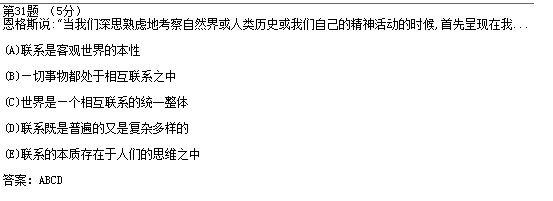 第31题 (5分)
恩格斯说:"当我们深思熟虑地考察自然界或人类历史或我们自己的精神活动的时候,首先呈现在我...
(A)联系是客观世界的本性
(B)一切事物都处于相互联系之中
(C)世界是一个相互联系的统一整体
(D)联系既是普遍的又是复杂多样的
(E)联系的本质存在于人们的思维之中
答案：ABCD